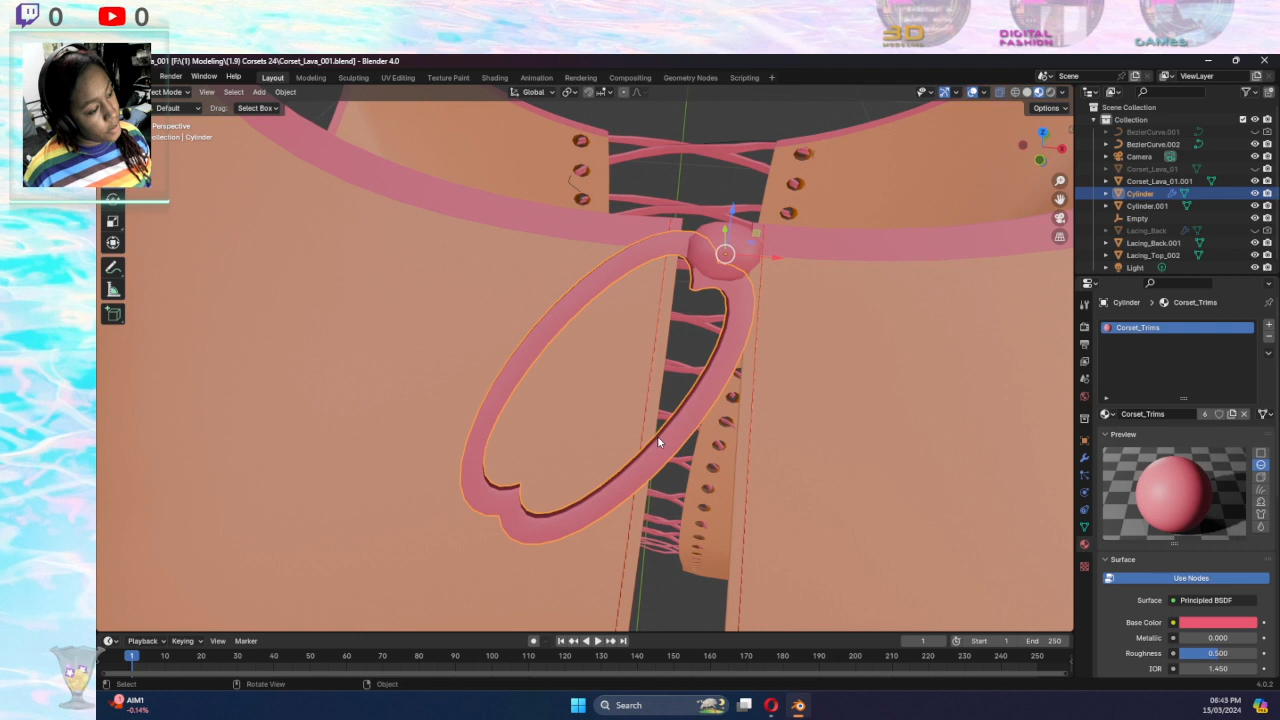 0
0
3D
MODELING
DIGITAL
FASHION
GAMES
a_001 [F:\(1) Modeling\(1.9) Corsets 24\Corset_Lava_001.blend] - Blender 4.0
Render Window Help Layout Modeling Sculpting UV Editing Texture Paint Shading Animation Rendering Compositing Geometry Nodes Scripting +
Scene
ViewLayer
ect Mode View Select Add Object
Global
Default Drag: Select Box
Options
Perspective
ollection | Cylinder
Z
X
Scene Collection
Collection
BezierCurve.001
BezierCurve.002
Camera
Corset_Lava_01
Corset_Lava_01.001
Cylinder
Cylinder.001
Empty
Lacing_Back
Lacing_Back.001
Lacing_Top_002
Light
Cylinder > Corset_Trims
Corset_Trims
Corset_Trims 6
Preview
Surface
Use Nodes
Surface Principled BSDF
Base Color
Metallic 0.000
Roughness 0.500
IOR 1.450
Playback Keying View Marker
1 Start 1 End 250
1 10 20 30 40 50 60 70 80 90 100 110 120 130 140 150 160 170 180 190 200 210 220 230 240 250
Select Rotate View Object
4.0.2
1
AIM1
-0.14%
Search
06:43 PM
15/03/2024